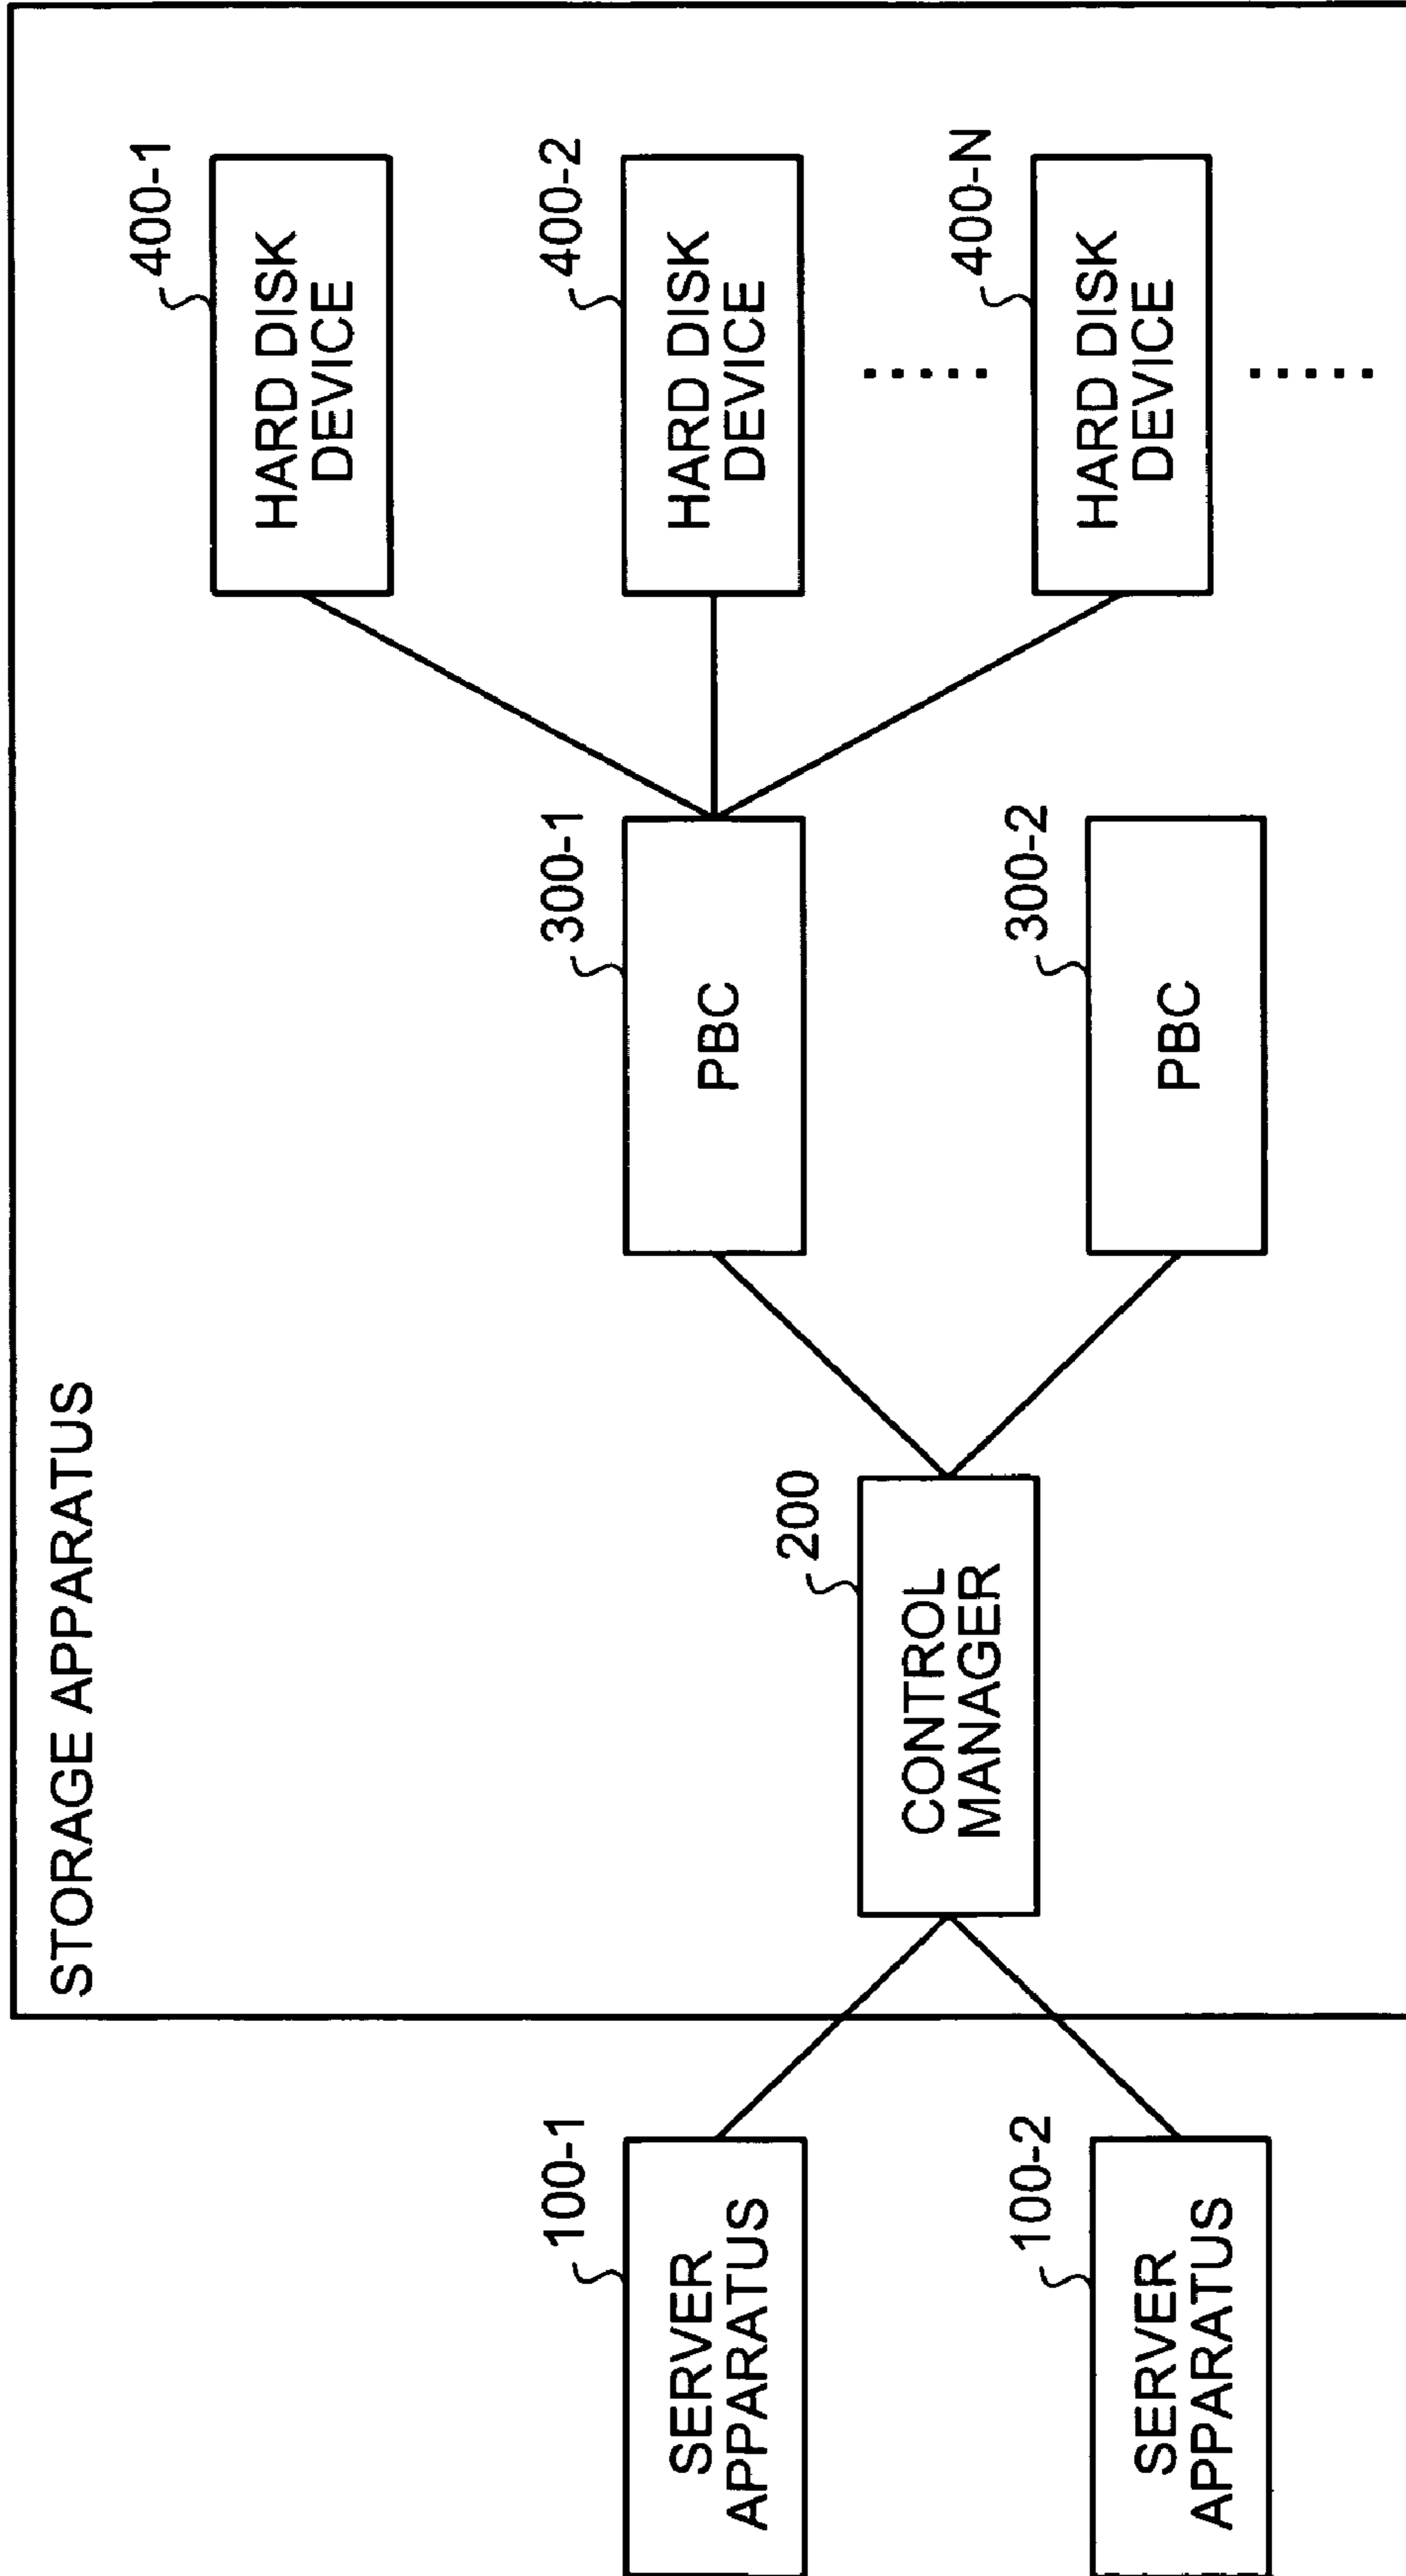 STORAGE APPARATUS
100-1
SERVER
APPARATUS
100-2
SERVER
APPARATUS
200
CONTROL
MANAGER
300-1
PBC
300-2
PBC
400-1
HARD DISK
DEVICE
400-2
HARD DISK
DEVICE
400-N
HARD DISK
DEVICE